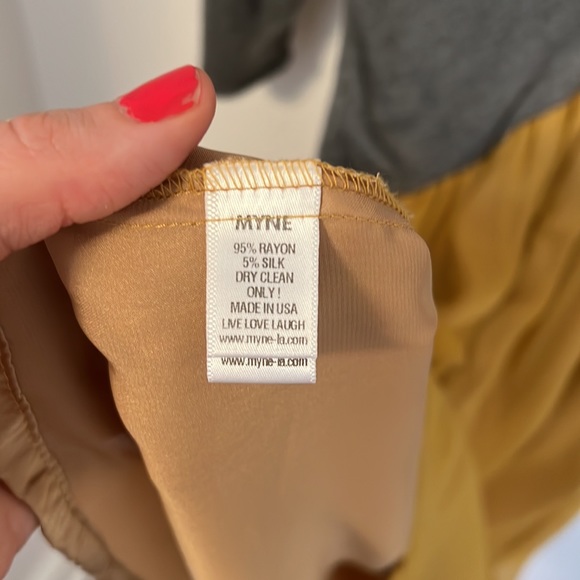 MYNE
95% RAYON
5% SILK
DRY CLEAN
ONLY !
MADE IN USA
LIVE LOVE LAUGH
www.myne-la.com
www.myne-la.com